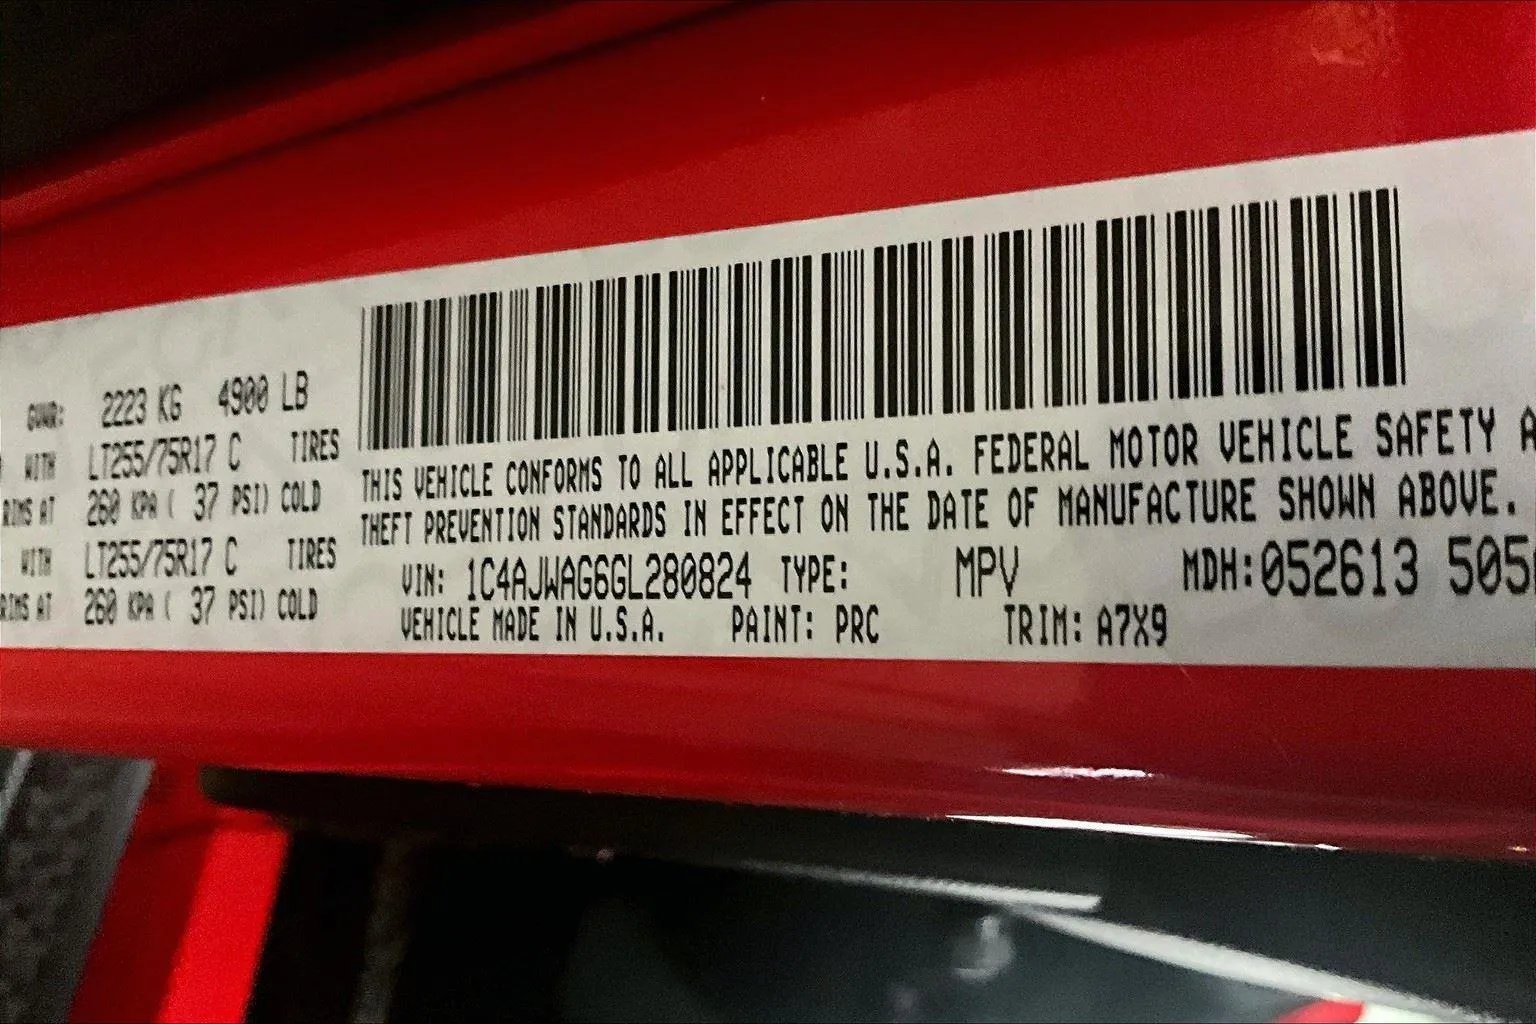 GVWR: 2223 KG 4900 LB
WITH LT255/75R17 C TIRES
RIMS AT 260 KPA ( 37 PSI) COLD
WITH LT255/75R17 C TIRES
RIMS AT 260 KPA ( 37 PSI) COLD
THIS VEHICLE CONFORMS TO ALL APPLICABLE U.S.A. FEDERAL MOTOR VEHICLE SAFETY A
THEFT PREVENTION STANDARDS IN EFFECT ON THE DATE OF MANUFACTURE SHOWN ABOVE.
VIN: 1C4AJWAG6GL280824 TYPE: MPV MDH:052613 505
VEHICLE MADE IN U.S.A. PAINT: PRC TRIM: A7X9